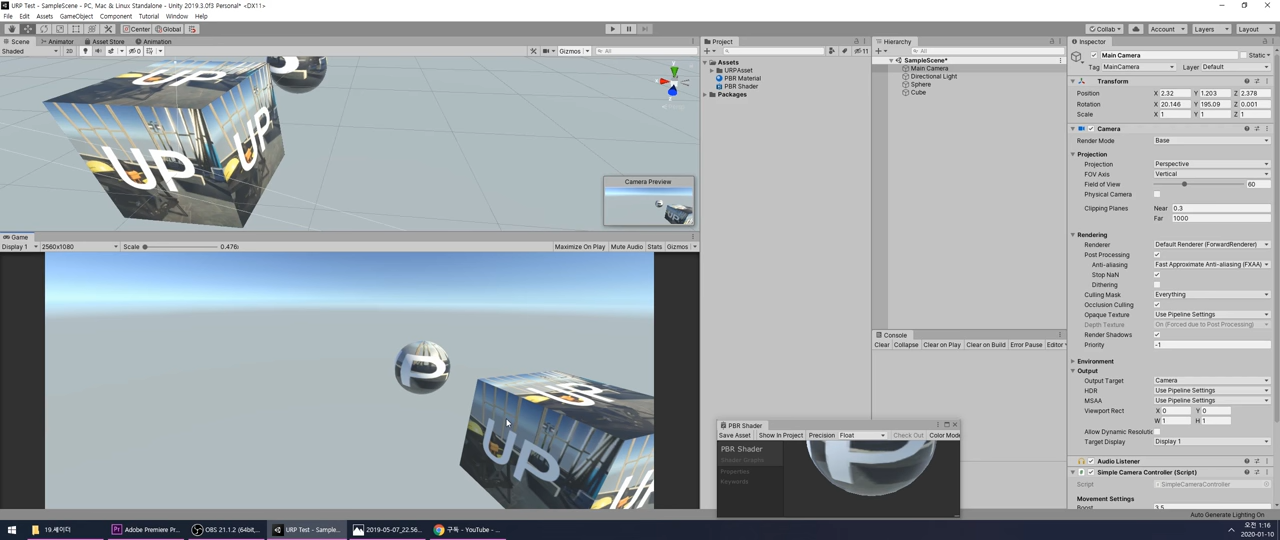 URP Test - SampleScene - PC, Mac & Linux Standalone - Unity 2019.3.0f3 Personal* <DX11>
File Edit Assets GameObject Component Tutorial Window Help
Center Global
Collab Account Layers Layout
Scene Animator Asset Store Animation
Shaded 2D Gizmos All
UP
UP
Camera Preview
UP
Game
Display 1 2560x1080 Scale 0.476x Maximize On Play Mute Audio Stats Gizmos
P
UP
UP
Project
11
Assets
URPAsset
PBR Material
PBR Shader
Packages
Hierarchy
All
SampleScene*
Main Camera
Directional Light
Sphere
Cube
Console
Clear Collapse Clear on Play Clear on Build Error Pause Editor
PBR Shader
Save Asset Show In Project Precision Float Check Out Color Mode
PBR Shader
Shader Graphs
Properties
Keywords
Inspector
Main Camera Static
Tag MainCamera Layer Default
Transform
Position X 2.32 Y 1.203 Z 2.378
Rotation X 20.146 Y 195.09 Z 0.001
Scale X 1 Y 1 Z 1
Camera
Render Mode Base
Projection
Projection Perspective
FOV Axis Vertical
Field of View 60
Physical Camera
Clipping Planes Near 0.3
Far 1000
Rendering
Renderer Default Renderer (ForwardRenderer)
Post Processing
Anti-aliasing Fast Approximate Anti-aliasing (FXAA)
Stop NaN
Dithering
Culling Mask Everything
Occlusion Culling
Opaque Texture Use Pipeline Settings
Depth Texture On (Forced due to Post Processing)
Render Shadows
Priority -1
Environment
Output
Output Target Camera
HDR Use Pipeline Settings
MSAA Use Pipeline Settings
Viewport Rect X 0 Y 0
W 1 H 1
Allow Dynamic Resolutic
Target Display Display 1
Audio Listener
Simple Camera Controller (Script)
Script SimpleCameraController
Movement Settings
Boost 3.5
Auto Generate Lighting On
19.셰이더 Adobe Premiere Pr... OBS 21.1.2 (64bit,... URP Test - Sample... 2019-05-07_22.56... 구독 - YouTube - ...
오전 1:16
2020-01-10